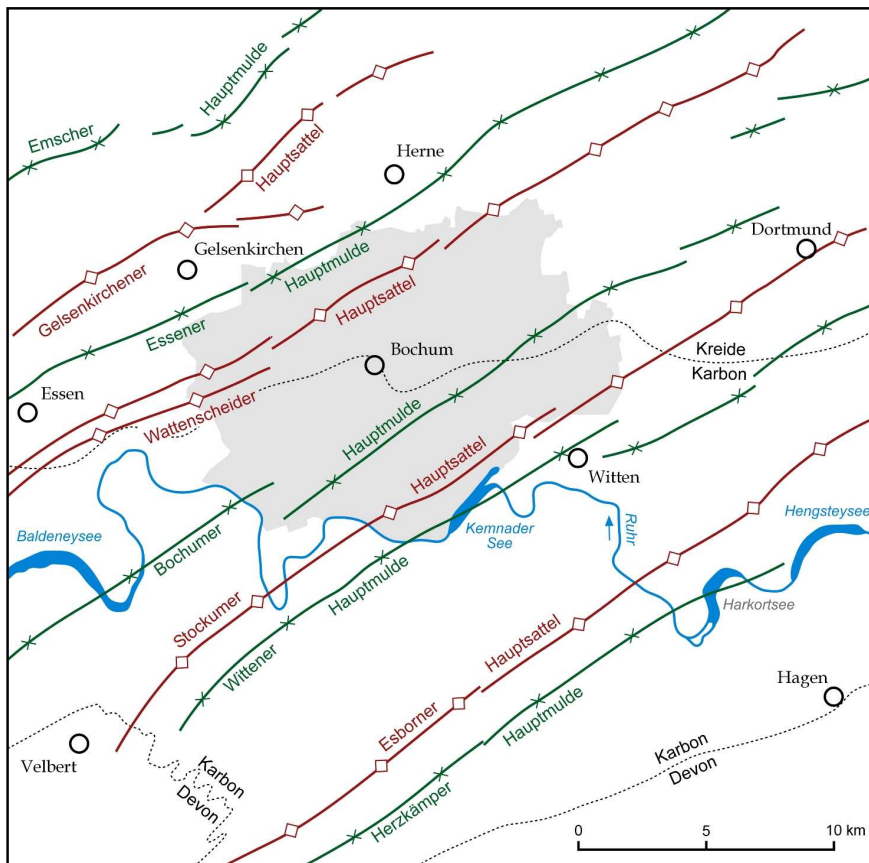 Hauptmulde
Emscher
Hauptsattel
Herne
Gelsenkirchen
Dortmund
Gelsenkirchener
Hauptmulde
Essener
Hauptsattel
Kreide
Karbon
Bochum
Essen
Wattenscheider
Hauptmulde
Hauptsattel
Witten
Baldeneysee
Bochumer
Kemnader
See
Ruhr
Hengsteysee
Hauptmulde
Stockumer
Harkortsee
Wittener
Hauptsattel
Hagen
Esborner
Hauptmulde
Velbert
Karbon
Devon
Karbon
Devon
Herzkämper
0 5 10 km